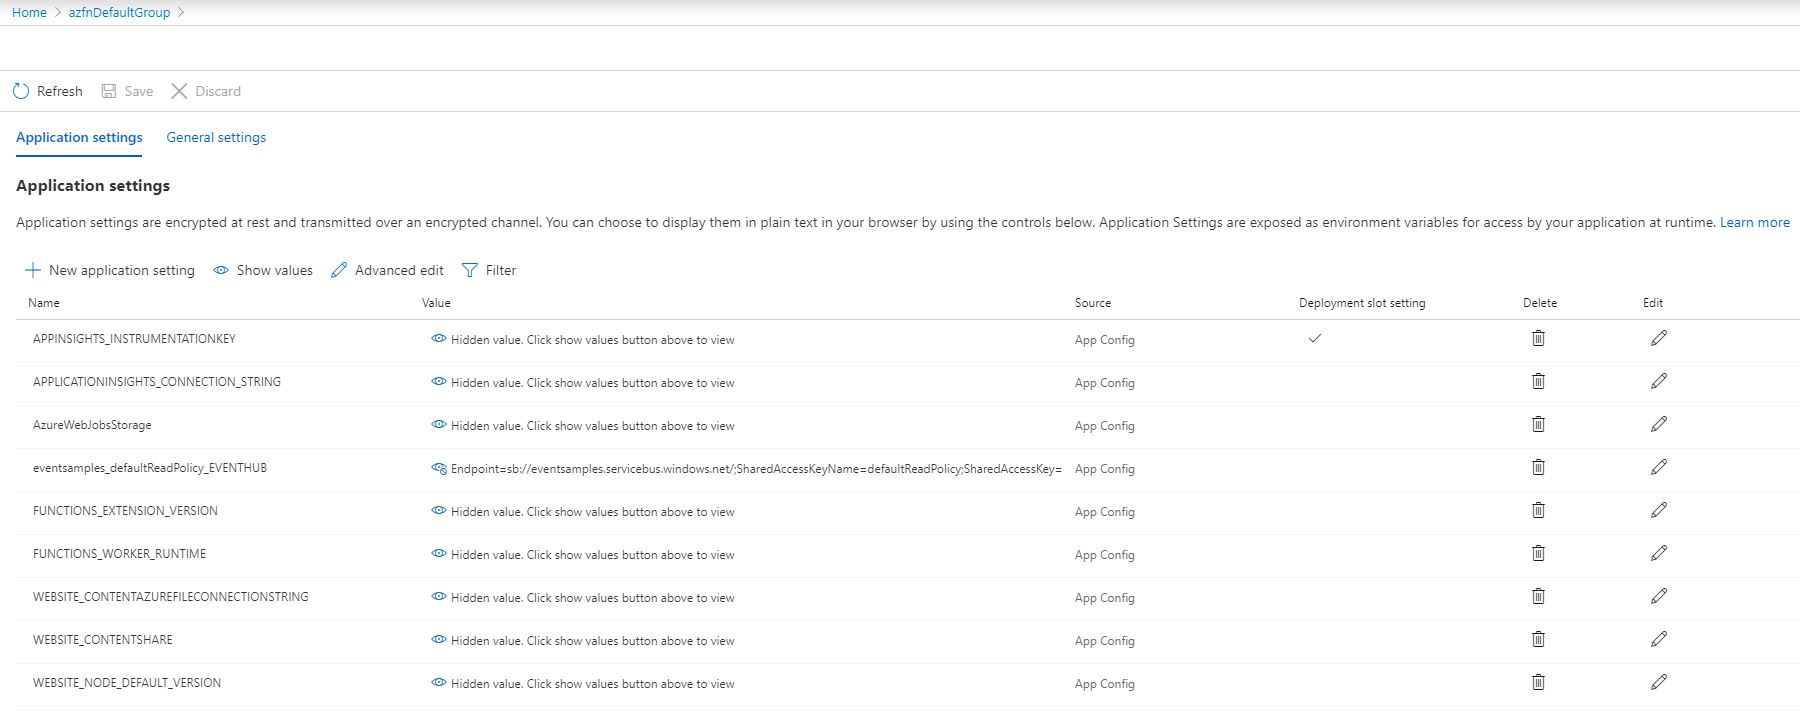 Home > azfnDefaultGroup >
Refresh Save Discard
Application settings General settings
Application settings
Application settings are encrypted at rest and transmitted over an encrypted channel. You can choose to display them in plain text in your browser by using the controls below. Application Settings are exposed as environment variables for access by your application at runtime. Learn more
New application setting Show values Advanced edit Filter
Name Value Source Deployment slot setting Delete Edit
APPINSIGHTS_INSTRUMENTATIONKEY Hidden value. Click show values button above to view App Config
APPLICATIONINSIGHTS_CONNECTION_STRING Hidden value. Click show values button above to view App Config
AzureWebJobsStorage Hidden value. Click show values button above to view App Config
eventsamples_defaultReadPolicy_EVENTHUB Endpoint=sb://eventsamples.servicebus.windows.net/;SharedAccessKeyName=defaultReadPolicy;SharedAccessKey= App Config
FUNCTIONS_EXTENSION_VERSION Hidden value. Click show values button above to view App Config
FUNCTIONS_WORKER_RUNTIME Hidden value. Click show values button above to view App Config
WEBSITE_CONTENTAZUREFILECONNECTIONSTRING Hidden value. Click show values button above to view App Config
WEBSITE_CONTENTSHARE Hidden value. Click show values button above to view App Config
WEBSITE_NODE_DEFAULT_VERSION Hidden value. Click show values button above to view App Config